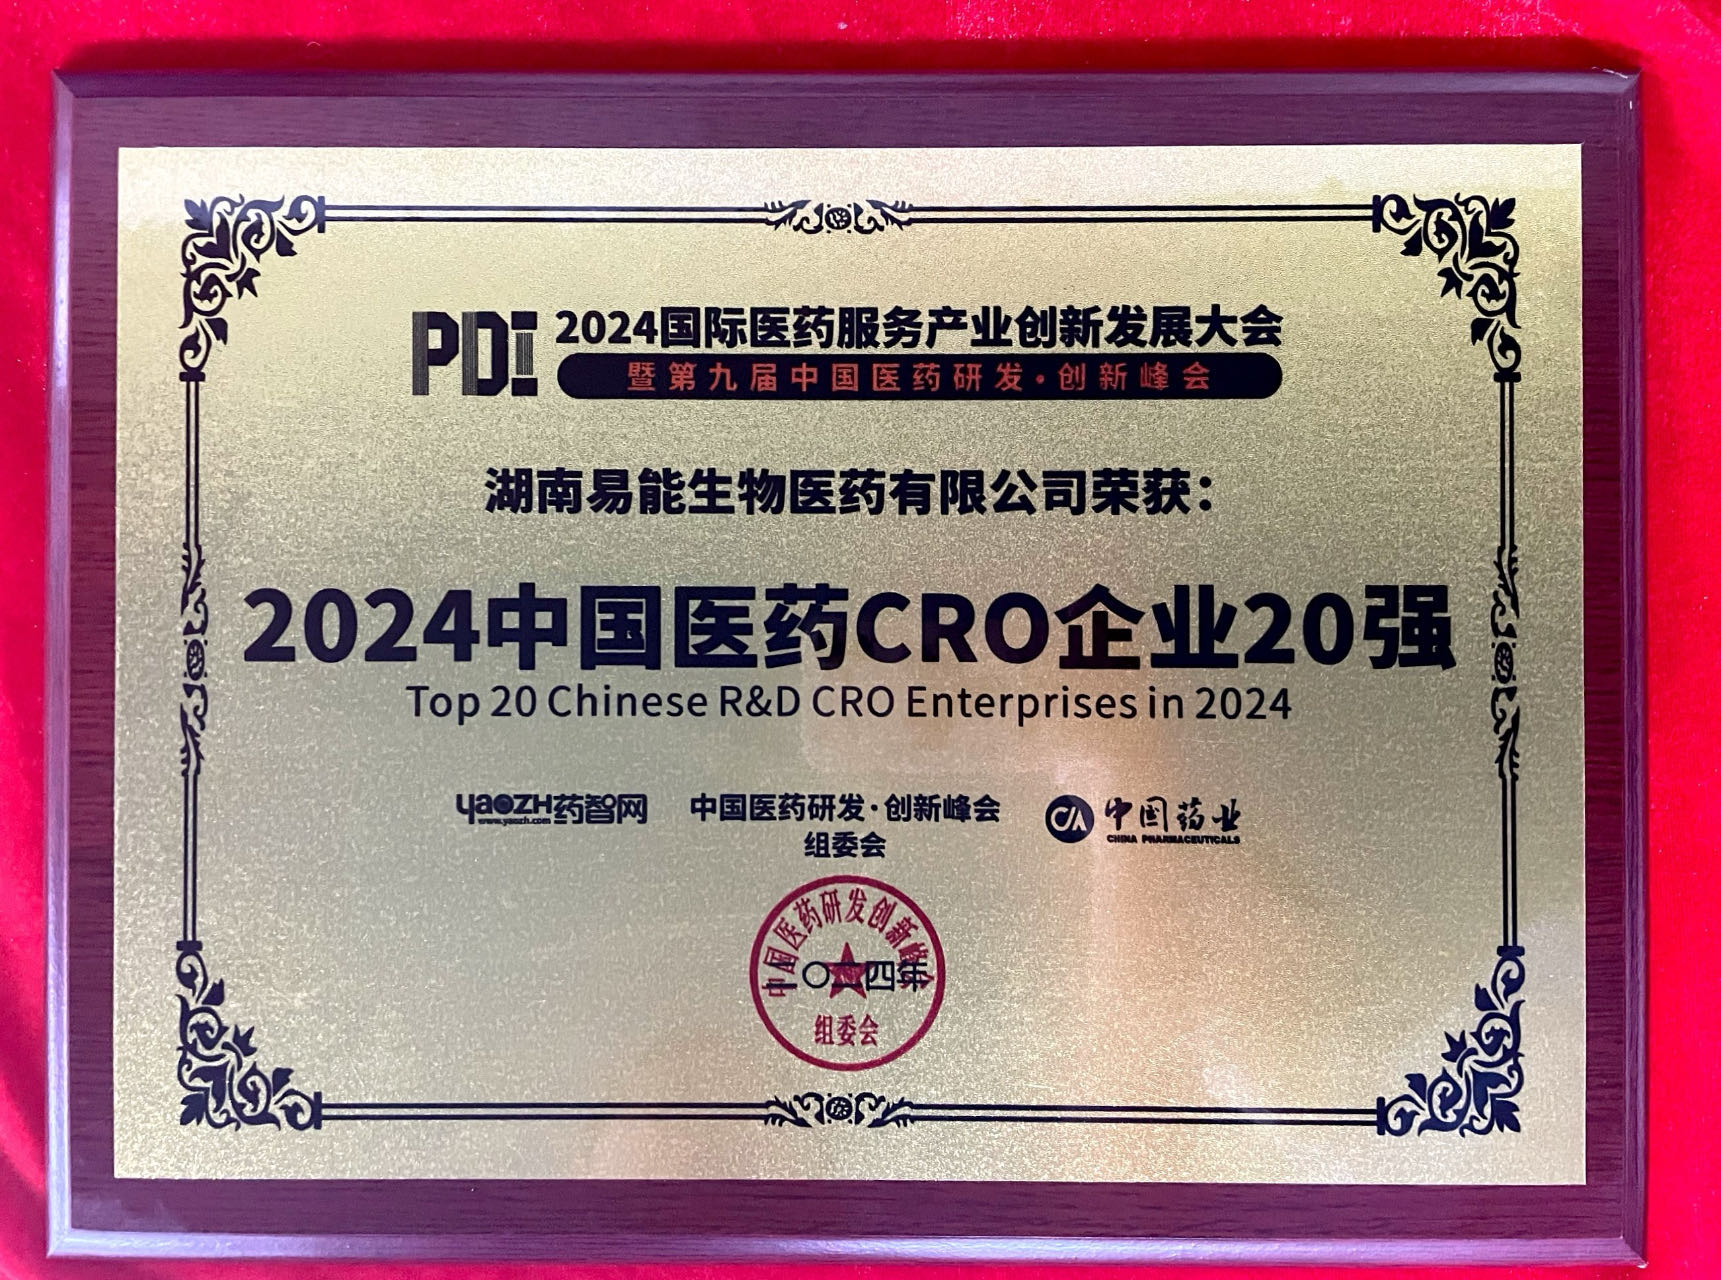 PDI 2024国际医药服务产业创新发展大会
暨第九届中国医药研发·创新峰会
湖南易能生物医药有限公司荣获：
2024中国医药CRO企业20强
Top 20 Chinese R&D CRO Enterprises in 2024
yaozh药智网
www.yaozh.com
中国医药研发·创新峰会
组委会
中国药业
CHINA PHARMACEUTICALS
中国医药研发创新峰会
二〇二四年
组委会